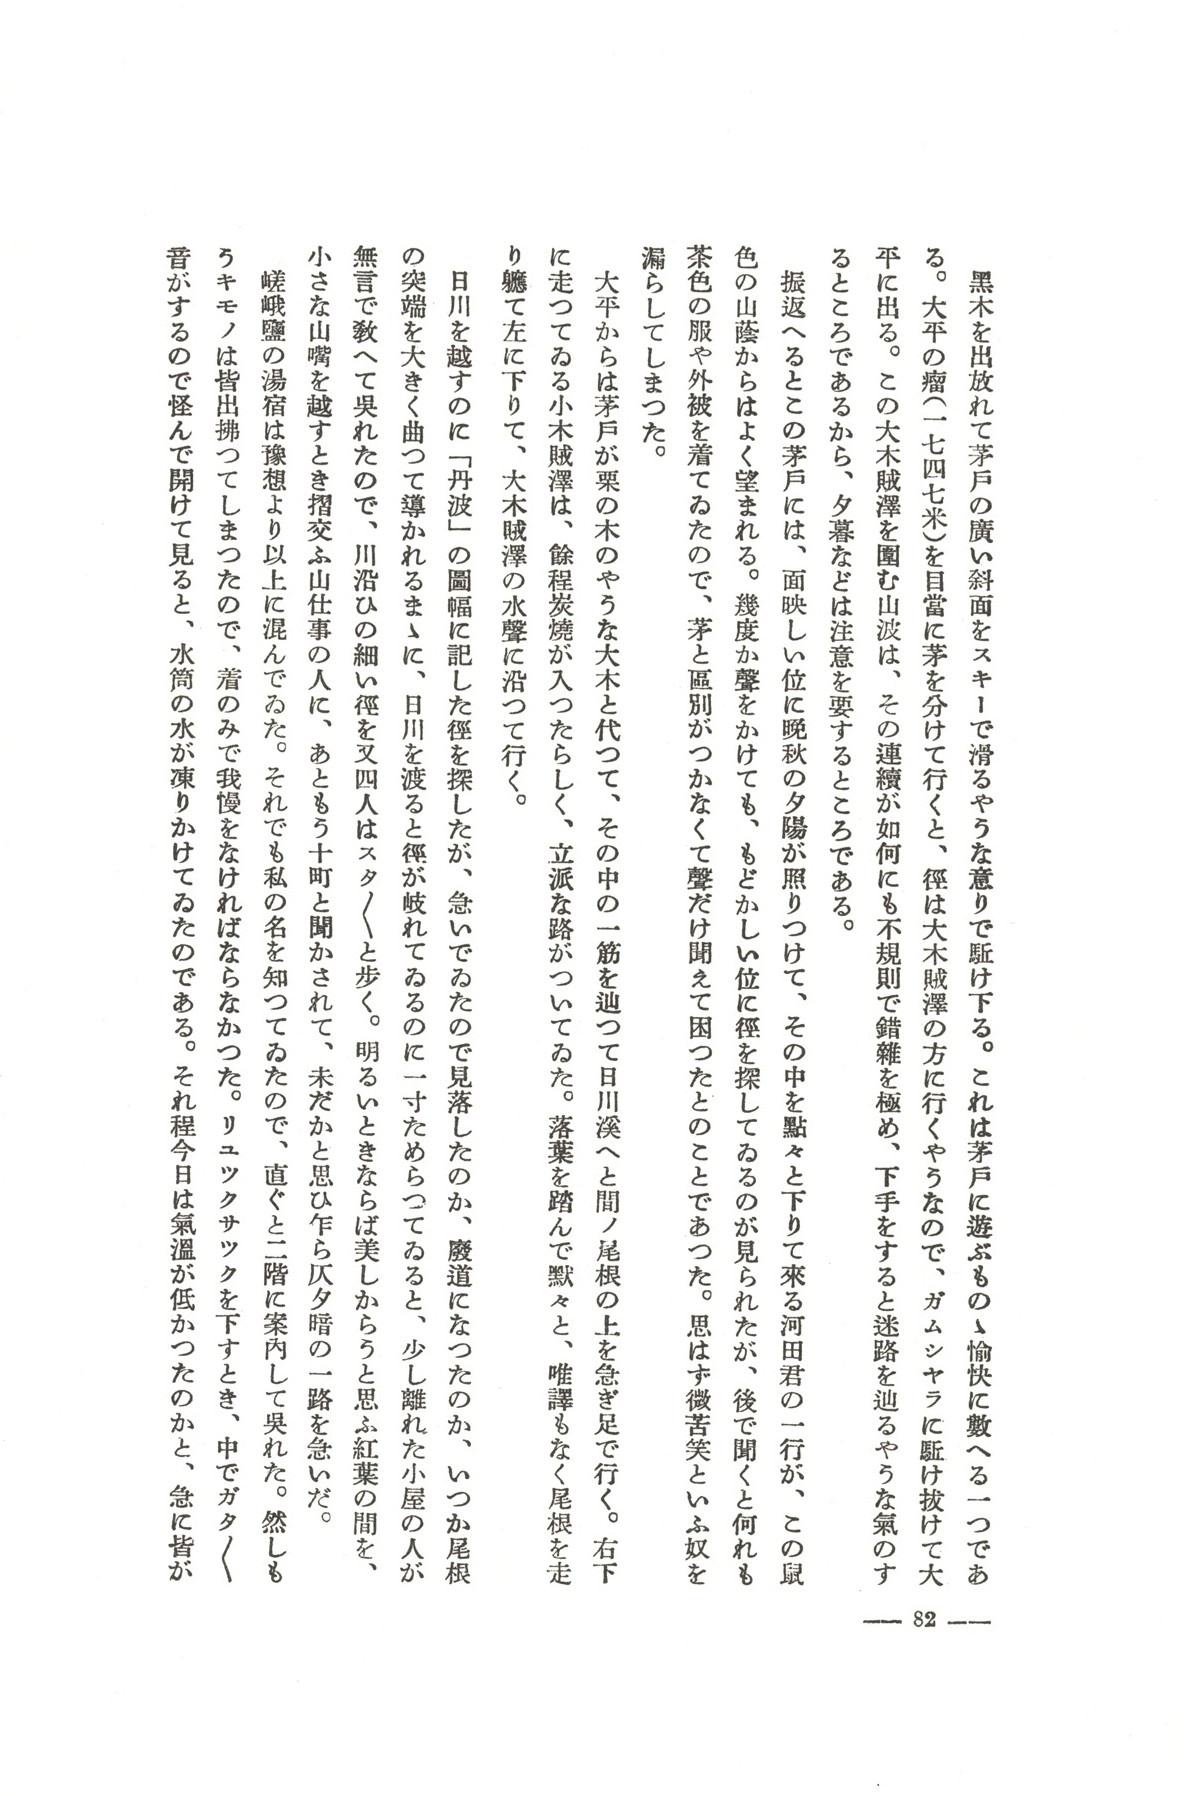 黑木を出放れて茅戸の廣い斜面をスキーで滑るやうな意りで駈け下る。これは茅戸に遊ぶものゝ愉快に數へる一つであ
る。大平の瘤(一七四七米)を目當に茅を分けて行くと、徑は大木賊澤の方に行くやうなので、ガムシヤラに駈け抜けて大
平に出る。この大木賊澤を圍む山波は、その連續が如何にも不規則で錯雜を極め、下手をすると迷路を辿るやうな氣のす
るところであるから、夕暮などは注意を要するところである。
振返へるとこの茅戸には、面映しい位に晩秋の夕陽が照りつけて、その中を點々と下りて來る河田君の一行が、この鼠
色の山蔭からはよく望まれる。幾度か聲をかけても、もどかしい位に徑を探してゐるのが見られたが、後で聞くと何れも
茶色の服や外被を着てゐたので、茅と區別がつかなくて聲だけ聞えて困つたとのことであつた。思はず微苦笑といふ奴を
漏らしてしまつた。
大平からは茅戸が栗の木のやうな大木と代つて、その中の一筋を辿つて日川溪へと間ノ尾根の上を急ぎ足で行く。右下
に走つてゐる小木賊澤は、餘程炭燒が入つたらしく、立派な路がついてゐた。落葉を踏んで默々と、唯譯もなく尾根を走
り軈て左に下りて、大木賊澤の水聲に沿つて行く。
日川を越すのに「丹波」の圖幅に記した徑を探したが、急いでゐたので見落したのか、廢道になつたのか、いつか尾根
の突端を大きく曲つて導かれるまゝに、日川を渡ると徑が岐れてゐるのに一寸ためらつてゐると、少し離れた小屋の人が
無言で敎へて吳れたので、川沿ひの細い徑を又四人はスタ〱と步く。明るいときならば美しからうと思ふ紅葉の間を、
小さな山嘴を越すとき摺交ふ山仕事の人に、あともう十町と聞かされて、未だかと思ひ乍ら仄夕暗の一路を急いだ。
嵯峨鹽の湯宿は豫想より以上に混んでゐた。それでも私の名を知つてゐたので、直ぐと二階に案內して吳れた。然しも
うキモノは皆出拂つてしまつたので、着のみで我慢をなければならなかつた。リユツクサツクを下すとき、中でガタ〱
音がするので怪んで開けて見ると、水筒の水が凍りかけてゐたのである。それ程今日は氣溫が低かつたのかと、急に皆が
— 82 —